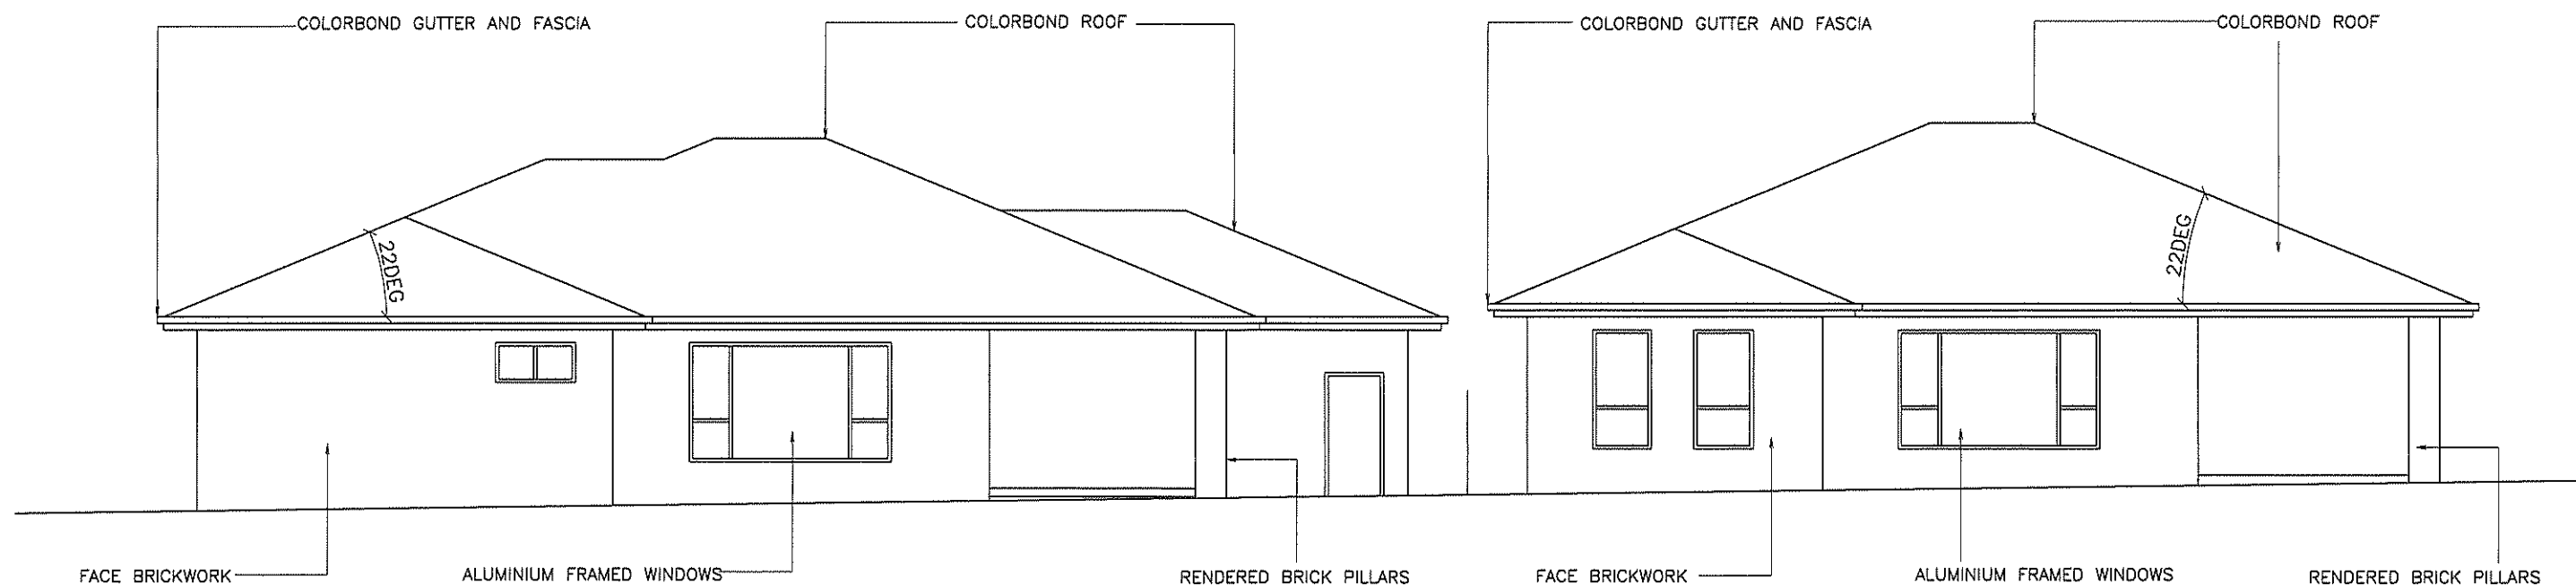 COLORBOND GUTTER AND FASCIA
COLORBOND ROOF
COLORBOND GUTTER AND FASCIA
COLORBOND ROOF
22DEG
22DEG
FACE BRICKWORK
ALUMINIUM FRAMED WINDOWS
RENDERED BRICK PILLARS
FACE BRICKWORK
ALUMINIUM FRAMED WINDOWS
RENDERED BRICK PILLARS